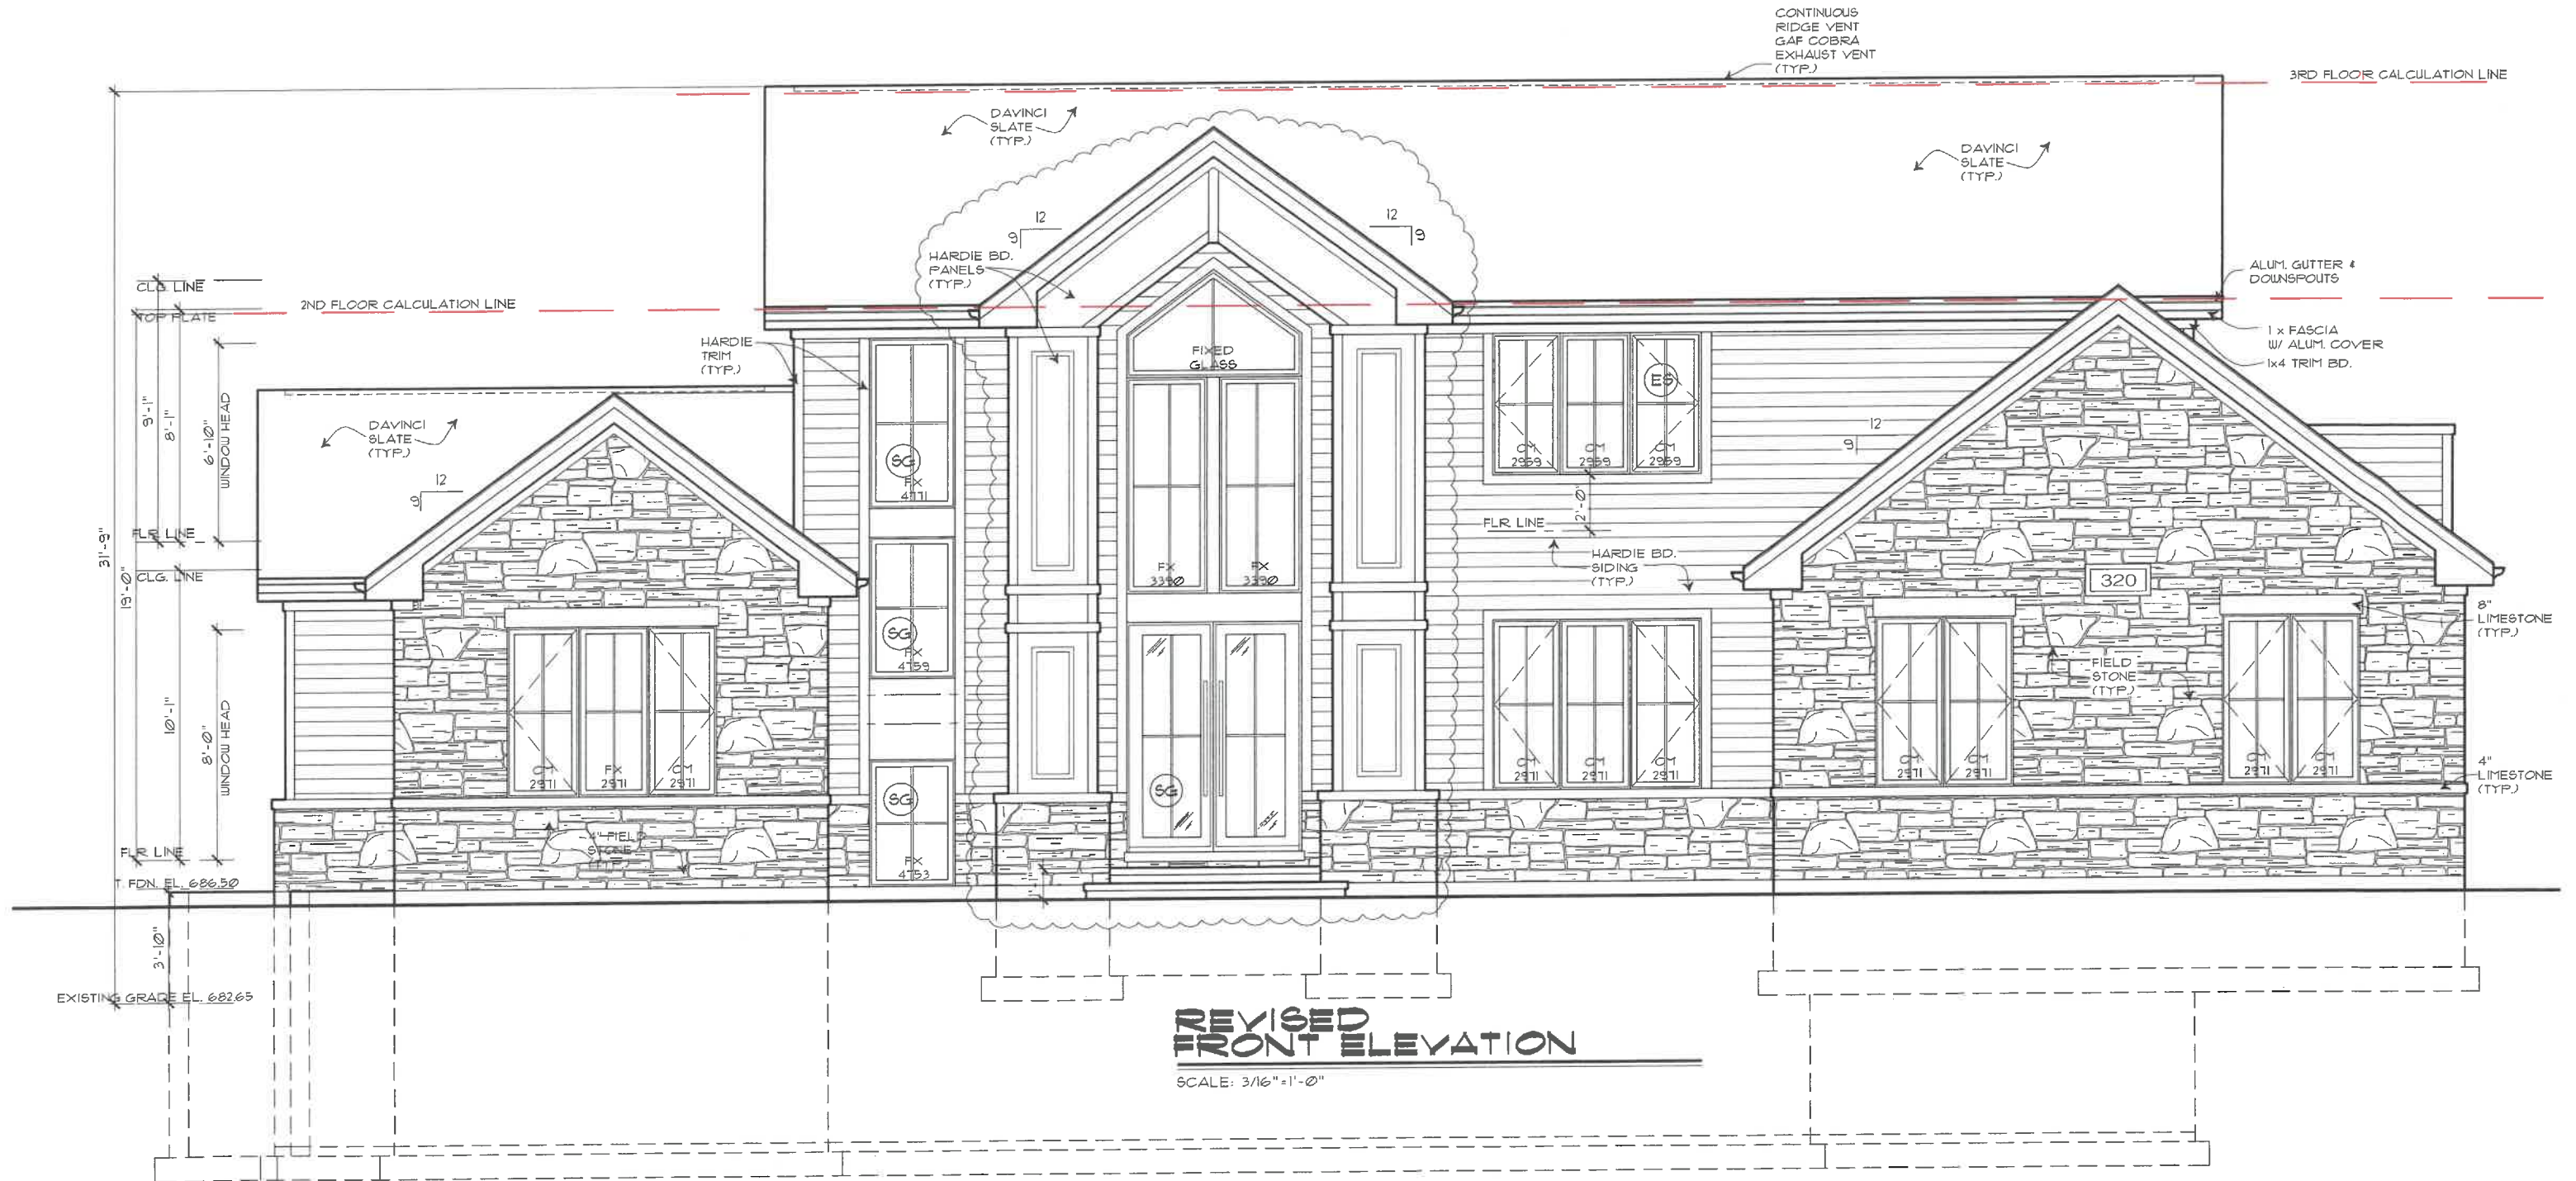 CONTINUOUS
RIDGE VENT
GAF COBRA
EXHAUST VENT
(TYP.)
3RD FLOOR CALCULATION LINE
DAVINCI
SLATE
(TYP.)
DAVINCI
SLATE
(TYP.)
12
9
12
9
HARDIE BD.
PANELS
(TYP.)
ALUM. GUTTER &
DOWNSPOUTS
CLG. LINE
2ND FLOOR CALCULATION LINE
TOP PLATE
1 x FASCIA
W/ ALUM. COVER
1x4 TRIM BD.
HARDIE
TRIM
(TYP.)
FIXED
GLASS
ES
9'-1"
8'-1"
6'-10"
WINDOW HEAD
DAVINCI
SLATE
(TYP.)
12
9
12
9
SG
FX
4771
CM
2959
CM
2959
CM
2959
2'-0"
FLR. LINE
FLR. LINE
31'-9"
19'-0"
CLG. LINE
HARDIE BD.
SIDING
(TYP.)
FX
3390
FX
3390
320
8"
LIMESTONE
(TYP.)
SG
FX
4759
FIELD
STONE
(TYP.)
10'-1"
8'-0"
WINDOW HEAD
CM
2971
FX
2971
CM
2971
SG
FX
4753
SG
CM
2971
CM
2971
CM
2971
CM
2971
CM
2971
CM
2971
CM
2971
4"
LIMESTONE
(TYP.)
4" FIELD
STONE
(TYP.)
FLR. LINE
T. FDN. EL. 686.50
3'-10"
EXISTING GRADE EL. 682.65
REVISED
FRONT ELEVATION
SCALE: 3/16"=1'-0"